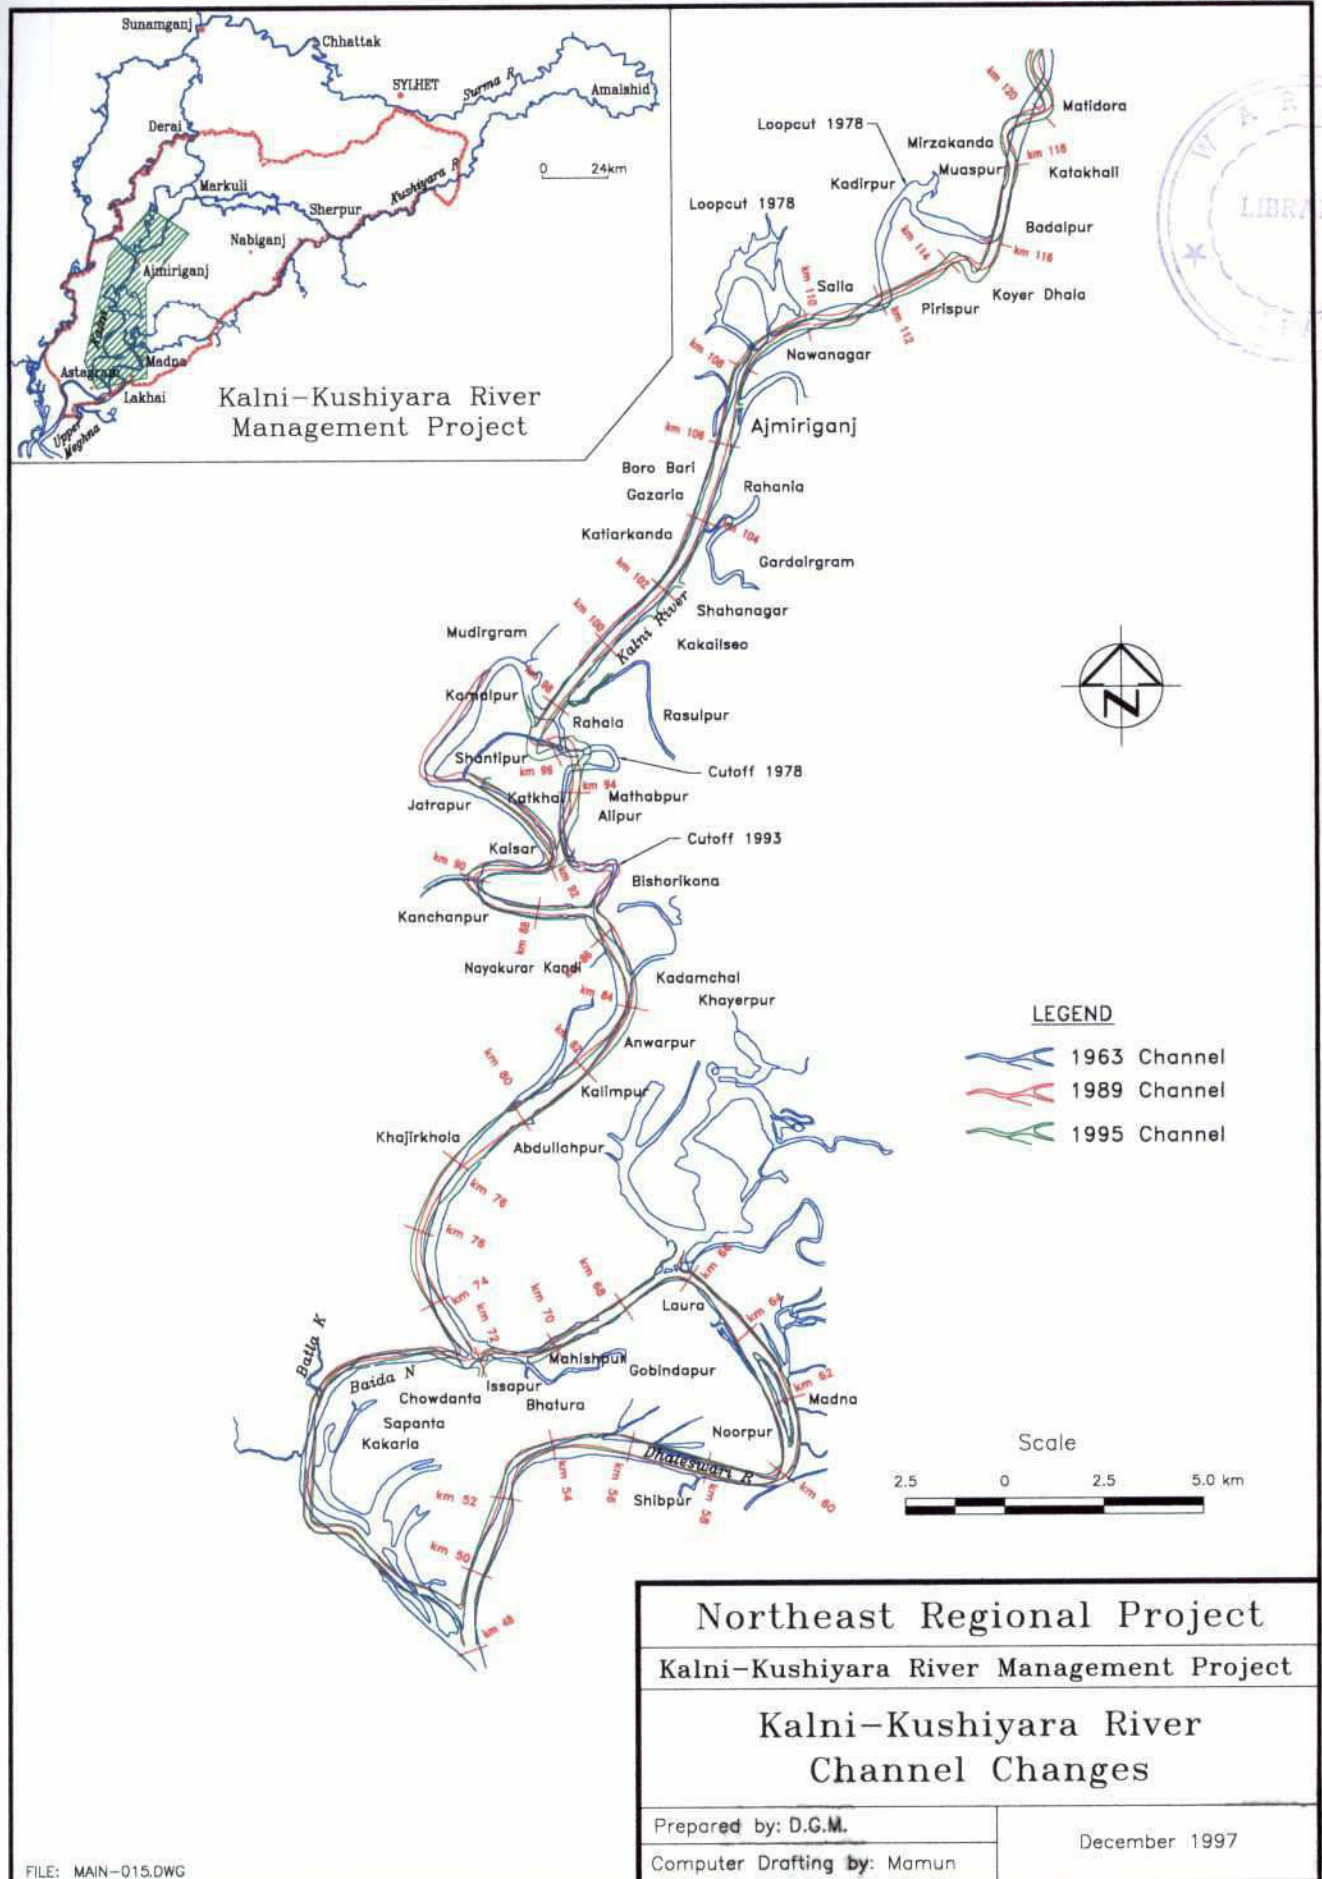 Sunamganj
Chhattak
SYLHET
Surma R
Amalshid
Derai
0 24km
Markuli
Kushiyara R
Sherpur
Nabiganj
Ajmiriganj
Kalni
Madna
Astagram
Lakhai
Upper
Meghna
Kalni-Kushiyara River
Management Project
km 120
Matidora
Loopcut 1978
Mirzakanda
km 118
Muaspur
Katakhali
Kadirpur
Loopcut 1978
Badalpur
km 116
km 114
Koyer Dhala
Salla
km 110
Pirispur
km 112
Nawanagar
km 108
Ajmiriganj
km 106
Boro Bari
Rahania
Gazaria
km 104
Katiarkanda
Gardairgram
km 102
Shahanagar
km 100
Kalni River
Kakailseo
Mudirgram
km 98
Kamalpur
Rahala
Rasulpur
Shantipur
km 96
Cutoff 1978
km 94
Katkhal
Mathabpur
Jatrapur
Alipur
Kaisar
Cutoff 1993
km 90
km 92
Bishorikona
Kanchanpur
km 88
Nayakurar Kandi
Kadamchal
km 84
Khayerpur
km 82
Anwarpur
km 80
Kalimpur
Khajirkhola
Abdullahpur
km 76
km 76
km 74
km 72
km 70
km 68
km 66
Laura
km 64
Mahishpur
Gobindapur
km 62
Madna
Issapur
Bhatura
Batla K
Baida N
Chowdanta
Sapanta
Kakaria
Noorpur
Dhaleswari R
km 60
Shibpur
km 58
km 56
km 54
km 52
km 50
km 48
N
LEGEND
1963 Channel
1989 Channel
1995 Channel
Scale
2.5 0 2.5 5.0 km
Northeast Regional Project
Kalni-Kushiyara River Management Project
Kalni-Kushiyara River
Channel Changes
Prepared by: D.G.M.
December 1997
Computer Drafting by: Mamun
FILE: MAIN-015.DWG